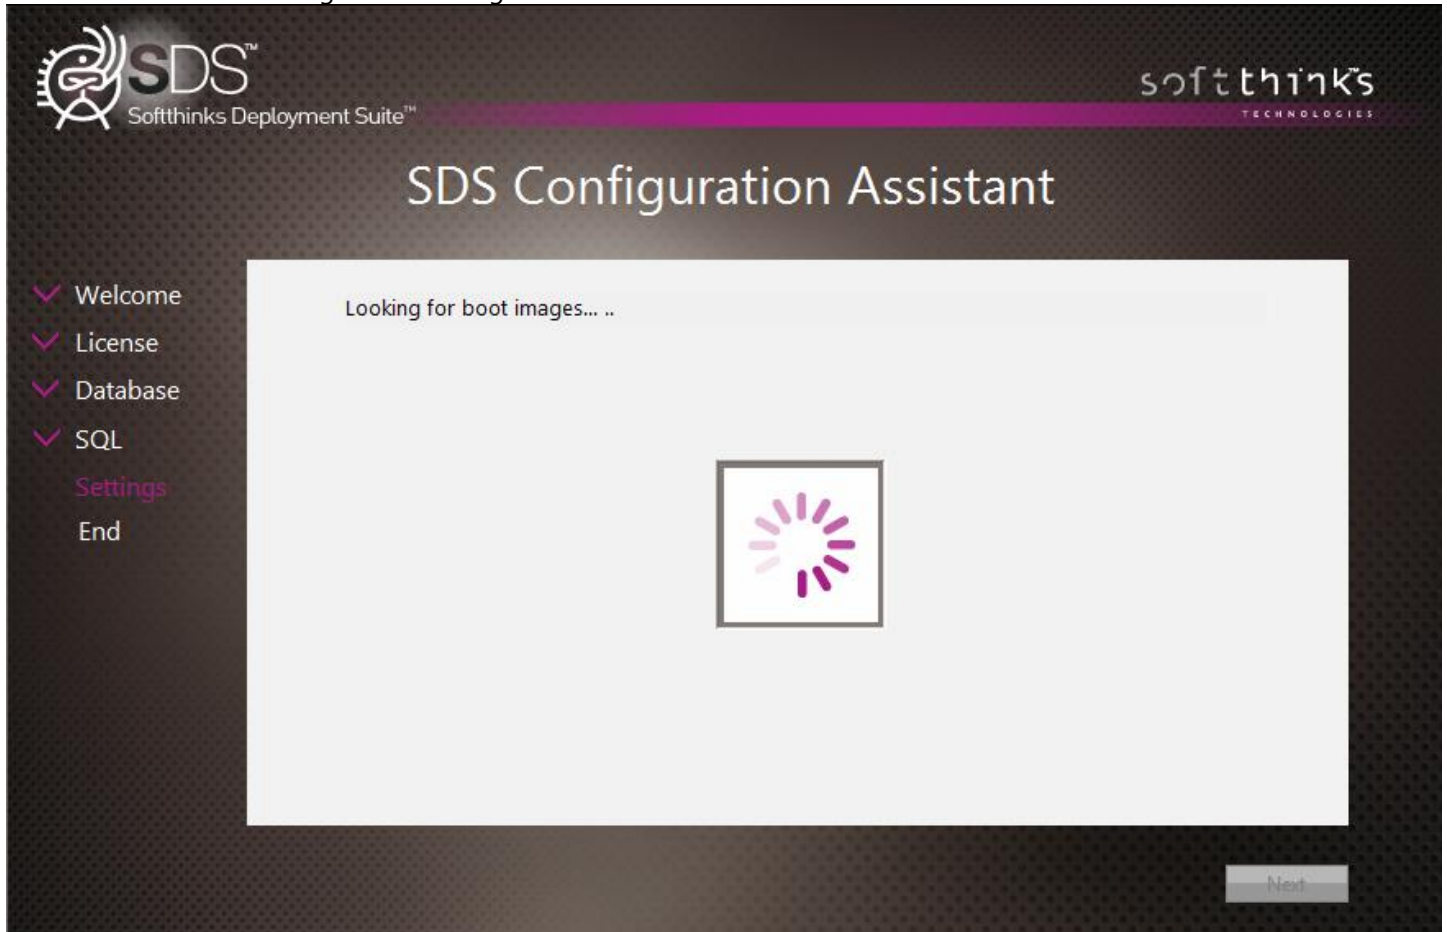 SDS™
Softthinks Deployment Suite™
softthinks™
TECHNOLOGIES
SDS Configuration Assistant
Welcome
License
Database
SQL
Settings
End
Looking for boot images... ..
Next